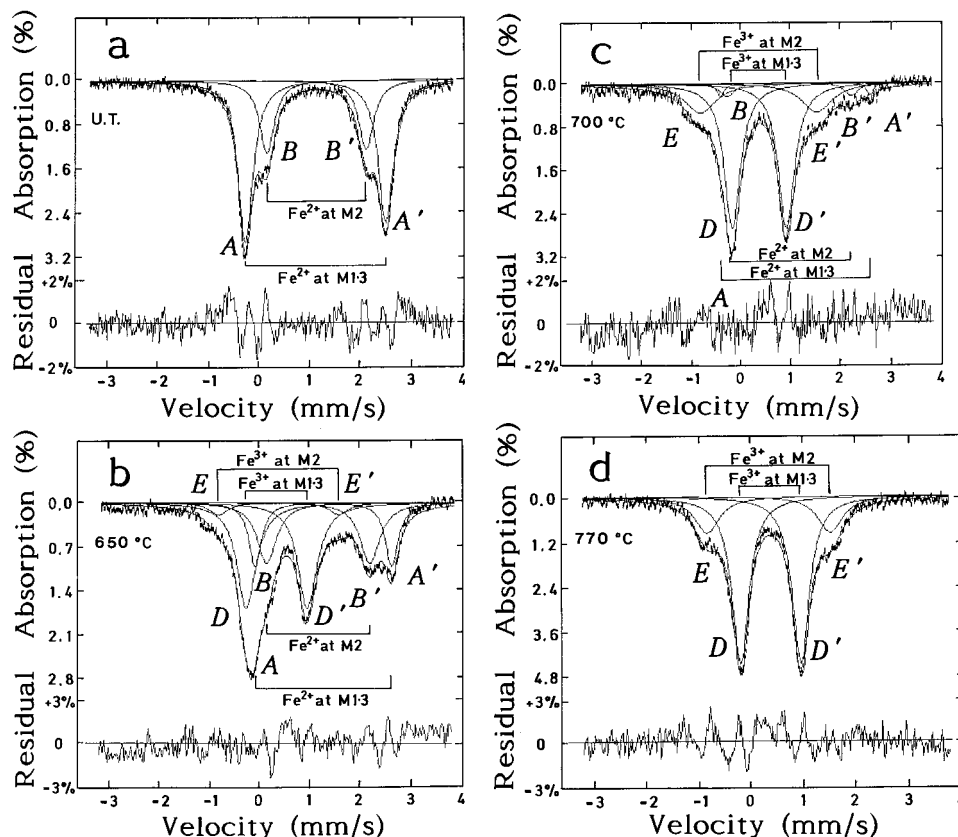 a
Absorption (%)
0.0
0.8
1.6
2.4
3.2
U.T.
B
B'
Fe²⁺ at M2
A
A'
Fe²⁺ at M1·3
Residual
+2%
0
-2%
-3 -2 -1 0 1 2 3 4
Velocity (mm/s)
c
Absorption (%)
0.0
0.8
1.6
2.4
3.2
700 °C
Fe³⁺ at M2
Fe³⁺ at M1·3
E
B
E'
B'
A'
D
D'
Fe²⁺ at M2
Fe²⁺ at M1·3
A
Residual
+2%
0
-2%
-3 -2 -1 0 1 2 3 4
Velocity (mm/s)
b
Absorption (%)
0.0
0.7
1.4
2.1
2.8
650 °C
E
Fe³⁺ at M2
Fe³⁺ at M1·3
E'
D
B
D'
B'
A'
Fe²⁺ at M2
A
Fe²⁺ at M1·3
Residual
+3%
0
-3%
-3 -2 -1 0 1 2 3 4
Velocity (mm/s)
d
Absorption (%)
0.0
1.2
2.4
3.6
4.8
770 °C
Fe³⁺ at M2
Fe³⁺ at M1·3
E
E'
D
D'
Residual
+3%
0
-3%
-3 -2 -1 0 1 2 3 4
Velocity (mm/s)